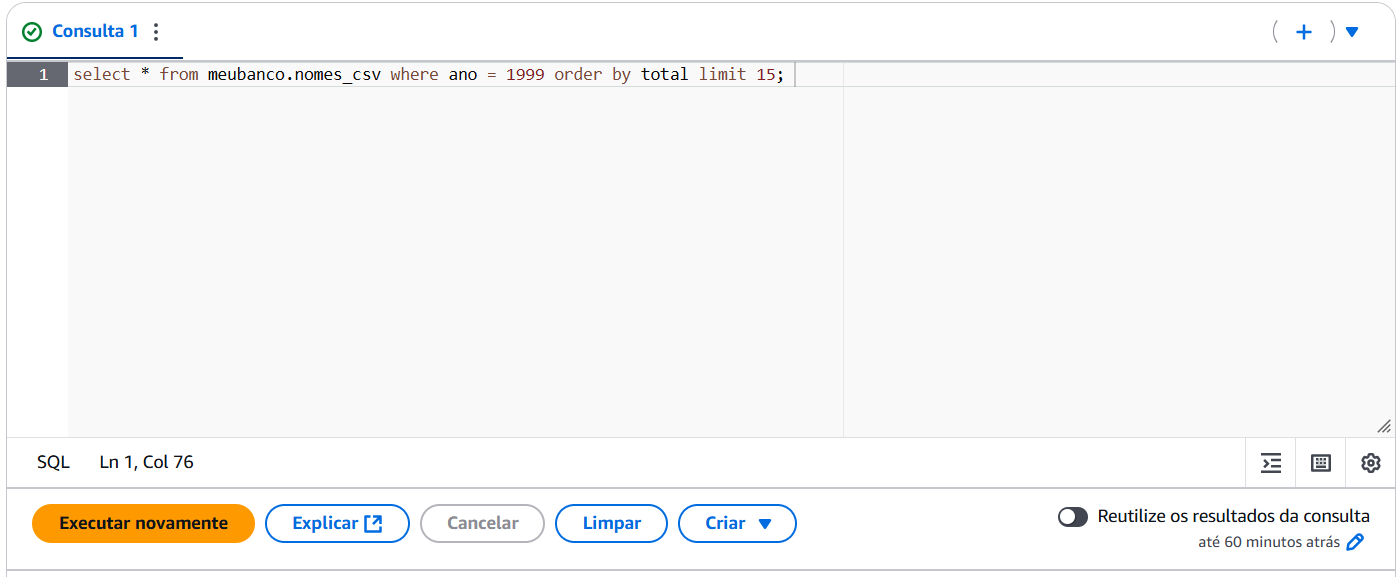 Consulta 1
1 select * from meubanco.nomes_csv where ano = 1999 order by total limit 15;
SQL Ln 1, Col 76
Executar novamente Explicar Cancelar Limpar Criar Reutilize os resultados da consulta
até 60 minutos atrás